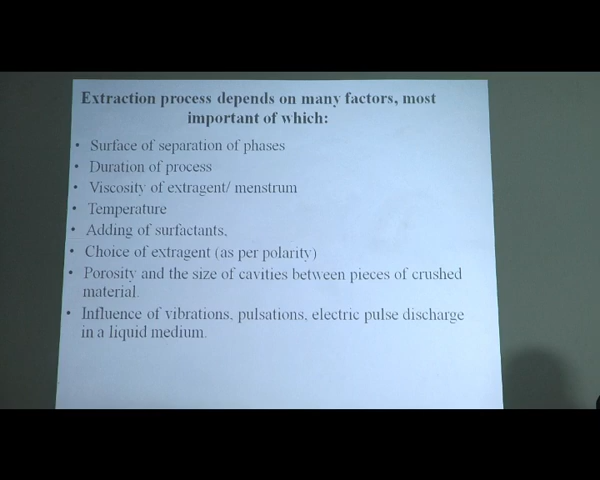 Extraction process depends on many factors, most
important of which:
• Surface of separation of phases
• Duration of process
• Viscosity of extragent/ menstrum
• Temperature
• Adding of surfactants,
• Choice of extragent (as per polarity)
• Porosity and the size of cavities between pieces of crushed
material.
• Influence of vibrations, pulsations, electric pulse discharge
in a liquid medium.